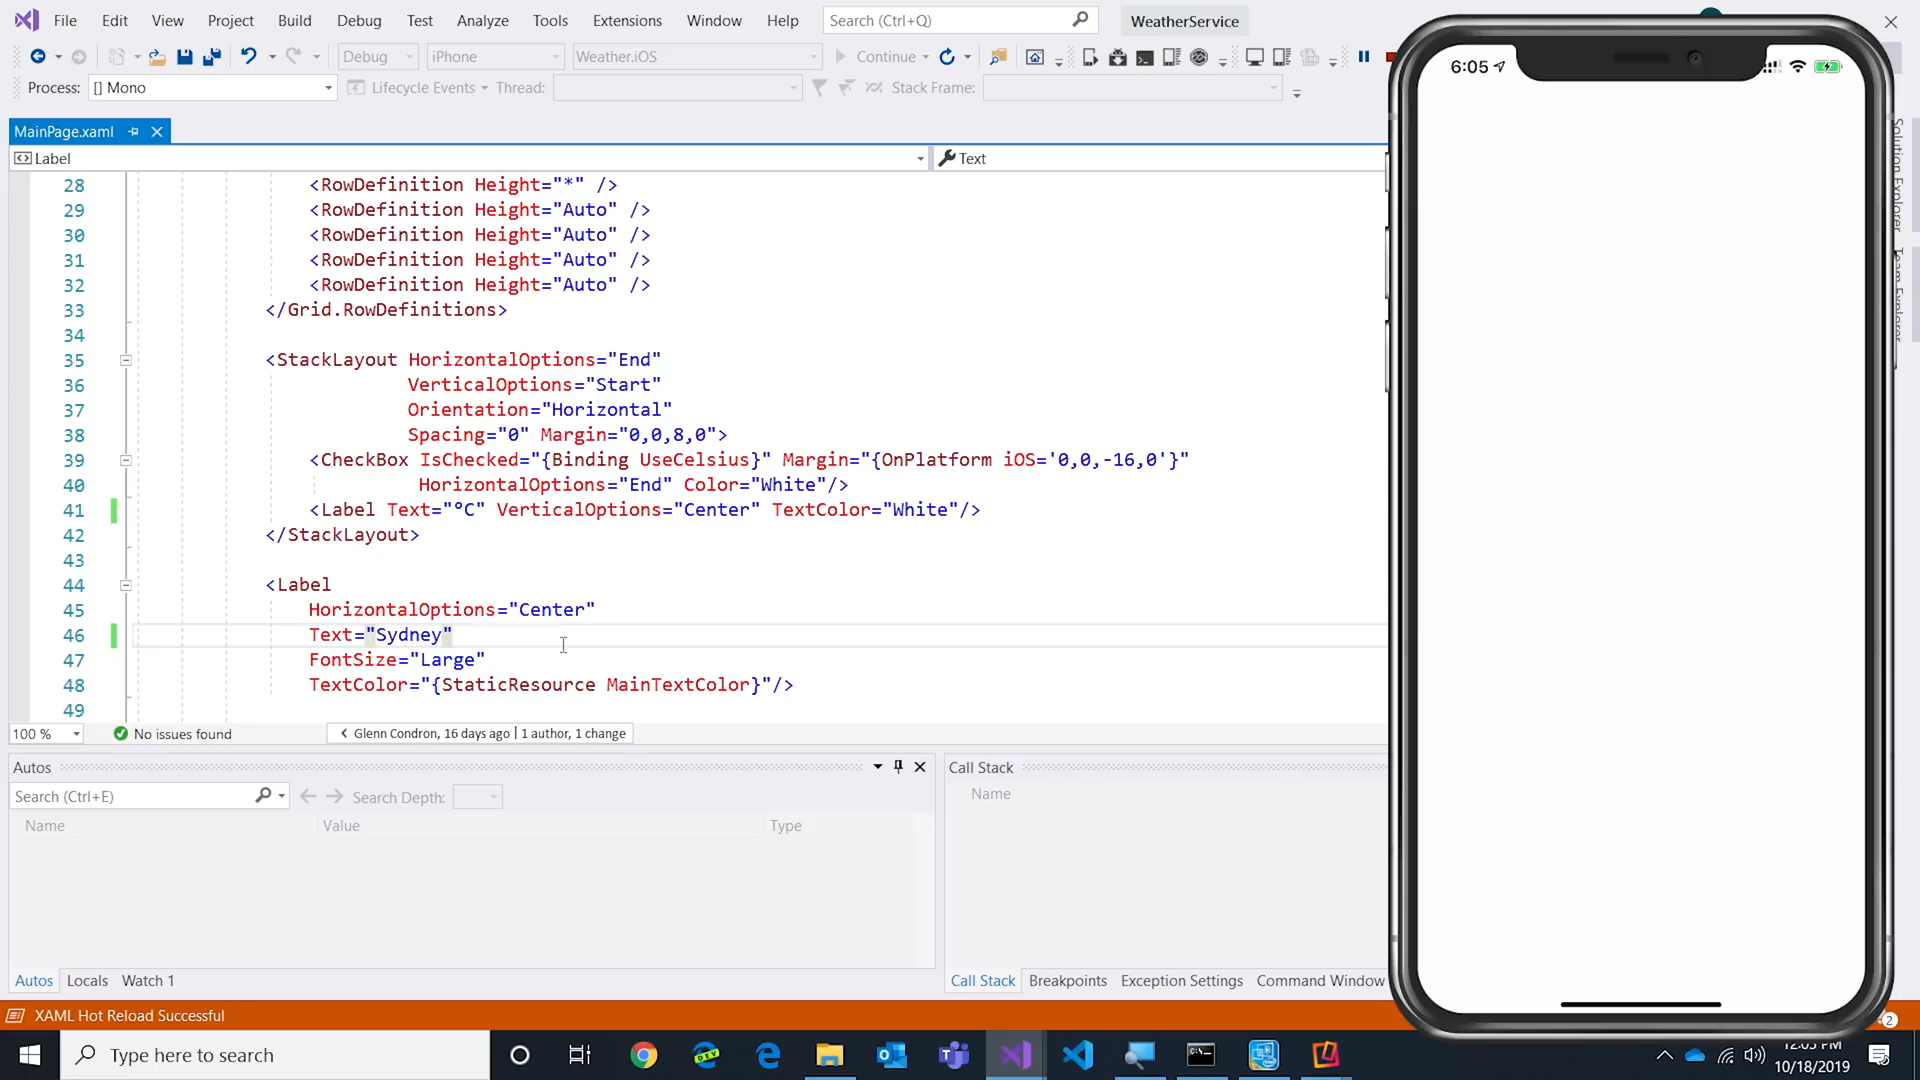 File Edit View Project Build Debug Test Analyze Tools Extensions Window Help Search (Ctrl+Q) WeatherService
Debug iPhone Weather.iOS Continue
Process: [] Mono Lifecycle Events Thread: Stack Frame:
MainPage.xaml
Label Text
28 <RowDefinition Height="*" />
29 <RowDefinition Height="Auto" />
30 <RowDefinition Height="Auto" />
31 <RowDefinition Height="Auto" />
32 <RowDefinition Height="Auto" />
33 </Grid.RowDefinitions>
34
35 <StackLayout HorizontalOptions="End"
36 VerticalOptions="Start"
37 Orientation="Horizontal"
38 Spacing="0" Margin="0,0,8,0">
39 <CheckBox IsChecked="{Binding UseCelsius}" Margin="{OnPlatform iOS='0,0,-16,0'}"
40 HorizontalOptions="End" Color="White"/>
41 <Label Text="°C" VerticalOptions="Center" TextColor="White"/>
42 </StackLayout>
43
44 <Label
45 HorizontalOptions="Center"
46 Text="Sydney"
47 FontSize="Large"
48 TextColor="{StaticResource MainTextColor}"/>
49
100 % No issues found Glenn Condron, 16 days ago | 1 author, 1 change
Autos
Search (Ctrl+E) Search Depth:
Name Value Type
Autos Locals Watch 1
Call Stack
Name
Call Stack Breakpoints Exception Settings Command Window
XAML Hot Reload Successful
2
Type here to search
12:05 PM
10/18/2019
6:05
Solution Explorer
Team Explorer